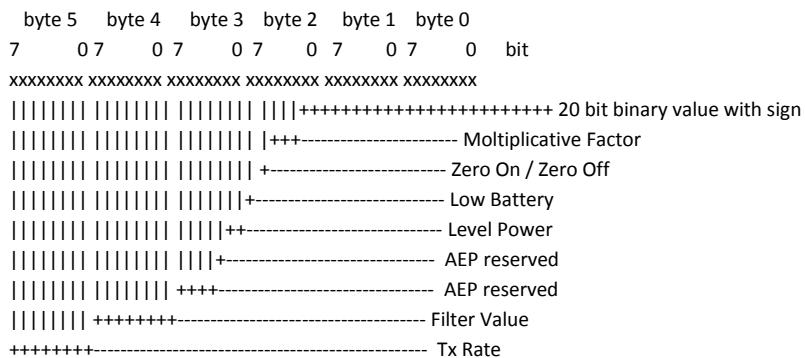 byte 5 byte 4 byte 3 byte 2 byte 1 byte 0
7 0 7 0 7 0 7 0 7 0 7 0 bit
xxxxxxxx xxxxxxxx xxxxxxxx xxxxxxxx xxxxxxxx xxxxxxxx
|||||||| |||||||| |||||||| ||||++++++++++++++++++++++++ 20 bit binary value with sign
|||||||| |||||||| |||||||| |+++------------------------ Moltiplicative Factor
|||||||| |||||||| |||||||| +--------------------------- Zero On / Zero Off
|||||||| |||||||| ||||||||+---------------------------- Low Battery
|||||||| |||||||| |||||++------------------------------ Level Power
|||||||| |||||||| ||||+-------------------------------- AEP reserved
|||||||| |||||||| ++++--------------------------------- AEP reserved
|||||||| ++++++++-------------------------------------- Filter Value
++++++++--------------------------------------------------- Tx Rate